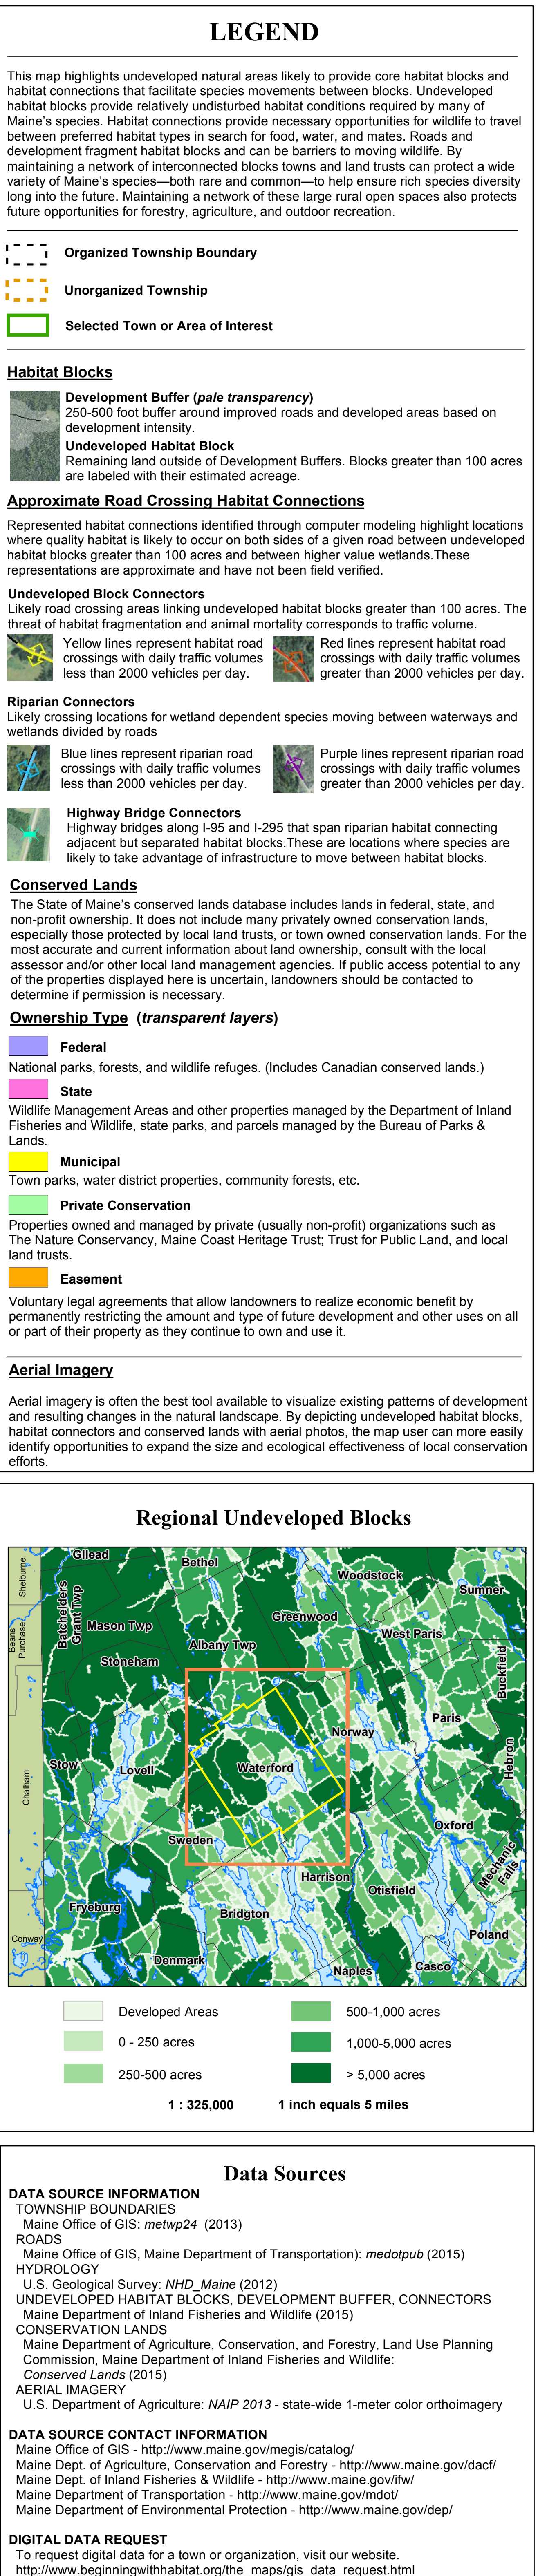 LEGEND
This map highlights undeveloped natural areas likely to provide core habitat blocks and
habitat connections that facilitate species movements between blocks. Undeveloped
habitat blocks provide relatively undisturbed habitat conditions required by many of
Maine's species. Habitat connections provide necessary opportunities for wildlife to travel
between preferred habitat types in search for food, water, and mates. Roads and
development fragment habitat blocks and can be barriers to moving wildlife. By
maintaining a network of interconnected blocks towns and land trusts can protect a wide
variety of Maine's species—both rare and common—to help ensure rich species diversity
long into the future. Maintaining a network of these large rural open spaces also protects
future opportunities for forestry, agriculture, and outdoor recreation.
Organized Township Boundary
Unorganized Township
Selected Town or Area of Interest
Habitat Blocks
Development Buffer (pale transparency)
250-500 foot buffer around improved roads and developed areas based on
development intensity.
Undeveloped Habitat Block
Remaining land outside of Development Buffers. Blocks greater than 100 acres
are labeled with their estimated acreage.
Approximate Road Crossing Habitat Connections
Represented habitat connections identified through computer modeling highlight locations
where quality habitat is likely to occur on both sides of a given road between undeveloped
habitat blocks greater than 100 acres and between higher value wetlands.These
representations are approximate and have not been field verified.
Undeveloped Block Connectors
Likely road crossing areas linking undeveloped habitat blocks greater than 100 acres. The
threat of habitat fragmentation and animal mortality corresponds to traffic volume.
Yellow lines represent habitat road
crossings with daily traffic volumes
less than 2000 vehicles per day.
Red lines represent habitat road
crossings with daily traffic volumes
greater than 2000 vehicles per day.
Riparian Connectors
Likely crossing locations for wetland dependent species moving between waterways and
wetlands divided by roads
Blue lines represent riparian road
crossings with daily traffic volumes
less than 2000 vehicles per day.
Purple lines represent riparian road
crossings with daily traffic volumes
greater than 2000 vehicles per day.
Highway Bridge Connectors
Highway bridges along I-95 and I-295 that span riparian habitat connecting
adjacent but separated habitat blocks.These are locations where species are
likely to take advantage of infrastructure to move between habitat blocks.
Conserved Lands
The State of Maine's conserved lands database includes lands in federal, state, and
non-profit ownership. It does not include many privately owned conservation lands,
especially those protected by local land trusts, or town owned conservation lands. For the
most accurate and current information about land ownership, consult with the local
assessor and/or other local land management agencies. If public access potential to any
of the properties displayed here is uncertain, landowners should be contacted to
determine if permission is necessary.
Ownership Type (transparent layers)
Federal
National parks, forests, and wildlife refuges. (Includes Canadian conserved lands.)
State
Wildlife Management Areas and other properties managed by the Department of Inland
Fisheries and Wildlife, state parks, and parcels managed by the Bureau of Parks &
Lands.
Municipal
Town parks, water district properties, community forests, etc.
Private Conservation
Properties owned and managed by private (usually non-profit) organizations such as
The Nature Conservancy, Maine Coast Heritage Trust; Trust for Public Land, and local
land trusts.
Easement
Voluntary legal agreements that allow landowners to realize economic benefit by
permanently restricting the amount and type of future development and other uses on all
or part of their property as they continue to own and use it.
Aerial Imagery
Aerial imagery is often the best tool available to visualize existing patterns of development
and resulting changes in the natural landscape. By depicting undeveloped habitat blocks,
habitat connectors and conserved lands with aerial photos, the map user can more easily
identify opportunities to expand the size and ecological effectiveness of local conservation
efforts.
Regional Undeveloped Blocks
Shelburne
Gilead
Bethel
Woodstock
Sumner
Batchelders
Grant Twp
Greenwood
Beans
Purchase
Mason Twp
West Paris
Albany Twp
Stoneham
Buckfield
Paris
Norway
Stow
Lovell
Waterford
Hebron
Chatham
Oxford
Sweden
Mechanic
Falls
Harrison
Otisfield
Fryeburg
Bridgton
Poland
Conway
Denmark
Casco
Naples
Developed Areas
0 - 250 acres
250-500 acres
500-1,000 acres
1,000-5,000 acres
> 5,000 acres
1 : 325,000
1 inch equals 5 miles
Data Sources
DATA SOURCE INFORMATION
TOWNSHIP BOUNDARIES
Maine Office of GIS: metwp24 (2013)
ROADS
Maine Office of GIS, Maine Department of Transportation): medotpub (2015)
HYDROLOGY
U.S. Geological Survey: NHD_Maine (2012)
UNDEVELOPED HABITAT BLOCKS, DEVELOPMENT BUFFER, CONNECTORS
Maine Department of Inland Fisheries and Wildlife (2015)
CONSERVATION LANDS
Maine Department of Agriculture, Conservation, and Forestry, Land Use Planning
Commission, Maine Department of Inland Fisheries and Wildlife:
Conserved Lands (2015)
AERIAL IMAGERY
U.S. Department of Agriculture: NAIP 2013 - state-wide 1-meter color orthoimagery
DATA SOURCE CONTACT INFORMATION
Maine Office of GIS - http://www.maine.gov/megis/catalog/
Maine Dept. of Agriculture, Conservation and Forestry - http://www.maine.gov/dacf/
Maine Dept. of Inland Fisheries & Wildlife - http://www.maine.gov/ifw/
Maine Department of Transportation - http://www.maine.gov/mdot/
Maine Department of Environmental Protection - http://www.maine.gov/dep/
DIGITAL DATA REQUEST
To request digital data for a town or organization, visit our website.
http://www.beginningwithhabitat.org/the_maps/gis_data_request.html